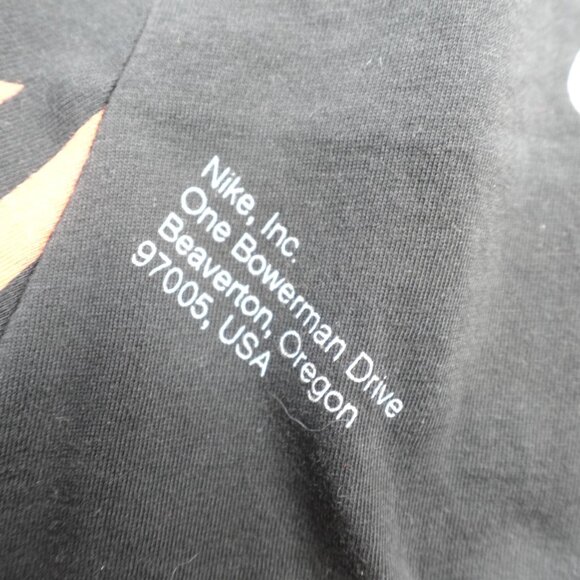 Nike, Inc.
One Bowerman Drive
Beaverton, Oregon
97005, USA